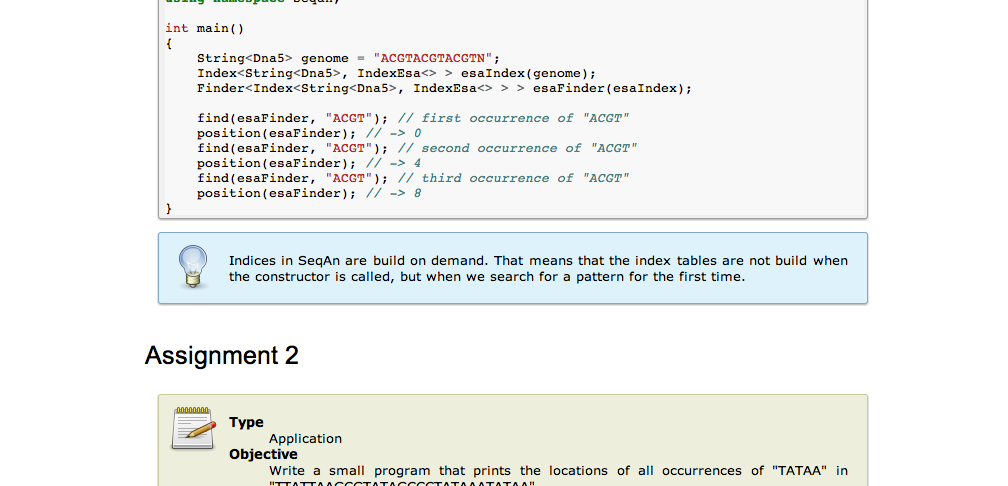 using namespace seqan;
int main()
{
String<Dna5> genome = "ACGTACGTACGTN";
Index<String<Dna5>, IndexEsa<> > esaIndex(genome);
Finder<Index<String<Dna5>, IndexEsa<> > > esaFinder(esaIndex);
find(esaFinder, "ACGT"); // first occurrence of "ACGT"
position(esaFinder); // -> 0
find(esaFinder, "ACGT"); // second occurrence of "ACGT"
position(esaFinder); // -> 4
find(esaFinder, "ACGT"); // third occurrence of "ACGT"
position(esaFinder); // -> 8
}
Indices in SeqAn are build on demand. That means that the index tables are not build when
the constructor is called, but when we search for a pattern for the first time.
Assignment 2
Type
Application
Objective
Write a small program that prints the locations of all occurrences of "TATAA" in